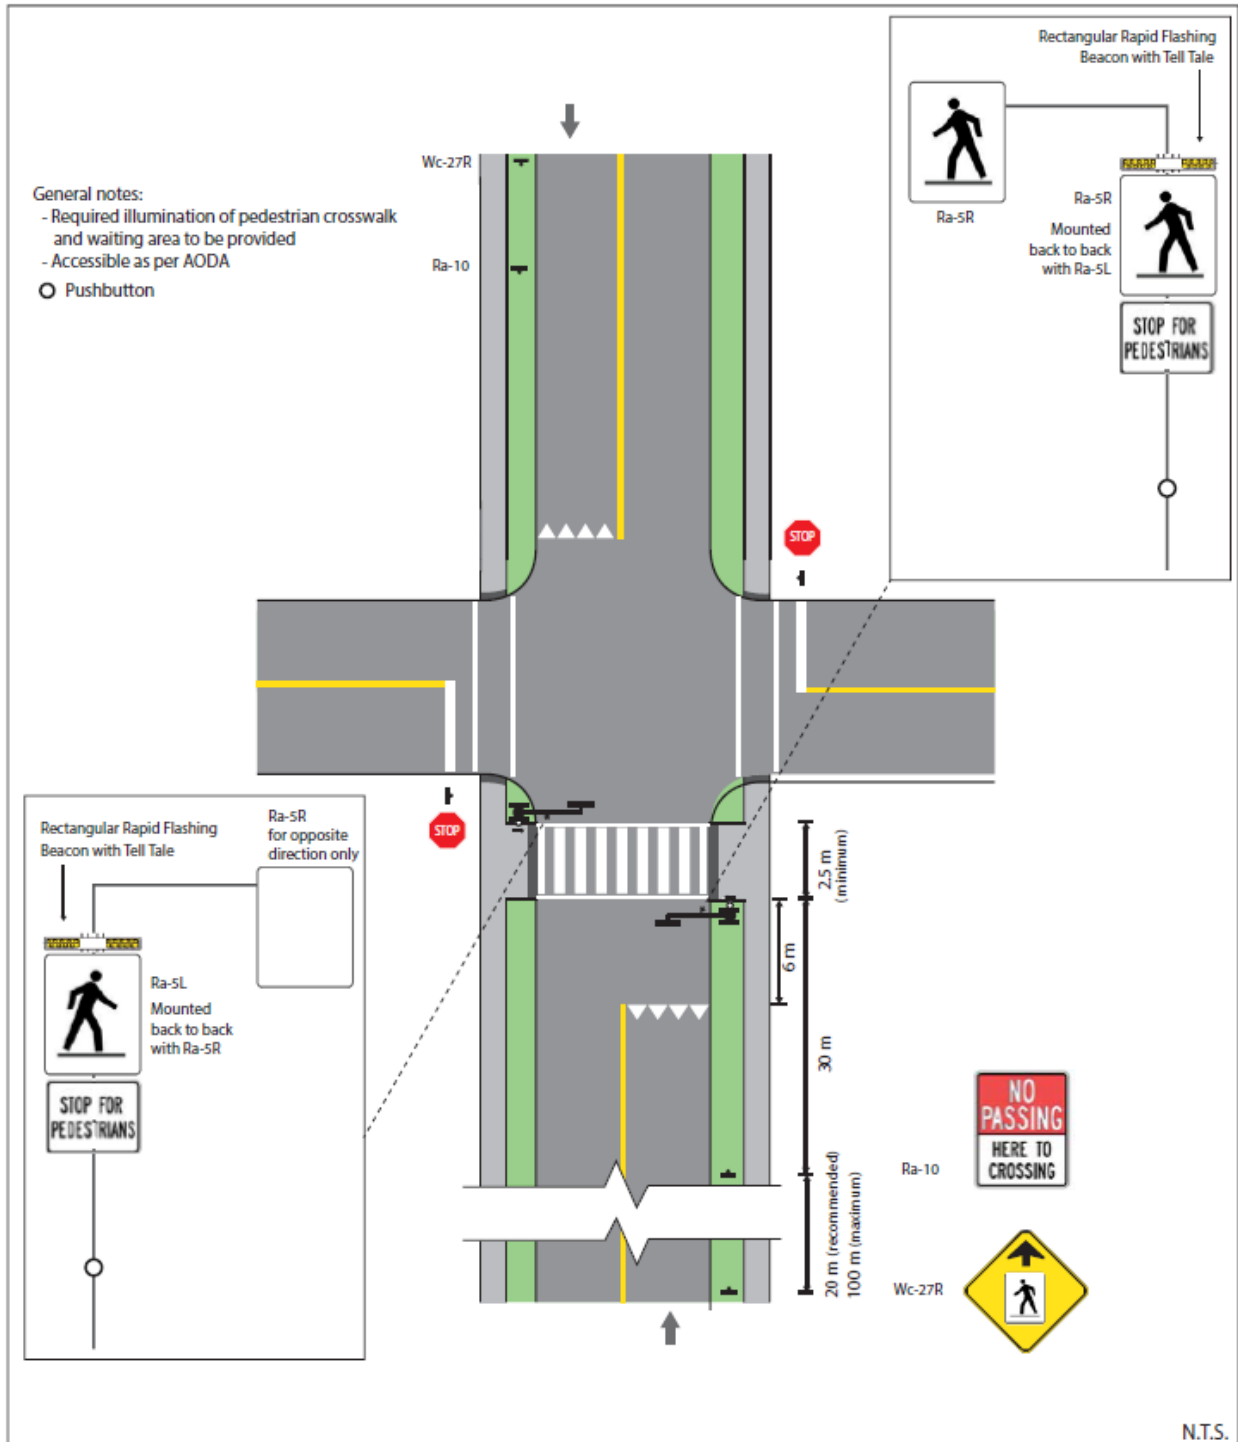 Rectangular Rapid Flashing
Beacon with Tell Tale
Ra-5R
Ra-5R
Mounted
back to back
with Ra-5L
STOP FOR
PEDESTRIANS
Wc-27R
General notes:
- Required illumination of pedestrian crosswalk
and waiting area to be provided
- Accessible as per AODA
Pushbutton
Ra-10
STOP
STOP
Rectangular Rapid Flashing
Beacon with Tell Tale
Ra-5R
for opposite
direction only
Ra-5L
Mounted
back to back
with Ra-5R
STOP FOR
PEDESTRIANS
2.5 m
(minimum)
6 m
30 m
20 m (recommended)
100 m (maximum)
Ra-10
NO
PASSING
HERE TO
CROSSING
Wc-27R
N.T.S.